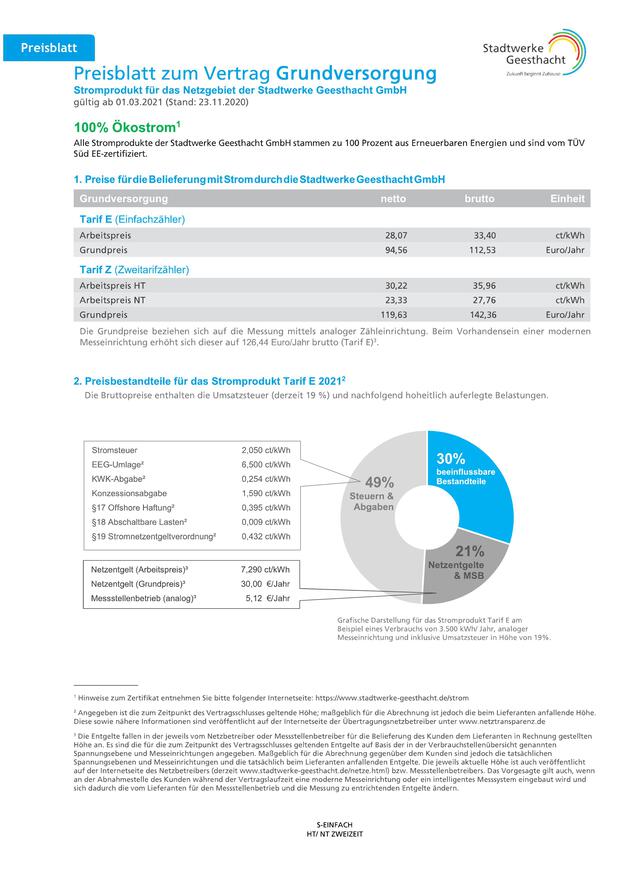 Preisblatt
Stadtwerke
Geesthacht
Zukunft beginnt Zuhause
Preisblatt zum Vertrag Grundversorgung
Stromprodukt für das Netzgebiet der Stadtwerke Geesthacht GmbH
gültig ab 01.03.2021 (Stand: 23.11.2020)
100% Ökostrom¹
Alle Stromprodukte der Stadtwerke Geesthacht GmbH stammen zu 100 Prozent aus Erneuerbaren Energien und sind vom TÜV
Süd EE-zertifiziert.
1. Preise für die Belieferung mit Strom durch die Stadtwerke Geesthacht GmbH
Grundversorgung netto brutto Einheit
Tarif E (Einfachzähler)
Arbeitspreis 28,07 33,40 ct/kWh
Grundpreis 94,56 112,53 Euro/Jahr
Tarif Z (Zweitarifzähler)
Arbeitspreis HT 30,22 35,96 ct/kWh
Arbeitspreis NT 23,33 27,76 ct/kWh
Grundpreis 119,63 142,36 Euro/Jahr
Die Grundpreise beziehen sich auf die Messung mittels analoger Zähleinrichtung. Beim Vorhandensein einer modernen
Messeinrichtung erhöht sich dieser auf 126,44 Euro/Jahr brutto (Tarif E)³.
2. Preisbestandteile für das Stromprodukt Tarif E 2021²
Die Bruttopreise enthalten die Umsatzsteuer (derzeit 19 %) und nachfolgend hoheitlich auferlegte Belastungen.
Stromsteuer 2,050 ct/kWh
EEG-Umlage² 6,500 ct/kWh
KWK-Abgabe² 0,254 ct/kWh
Konzessionsabgabe 1,590 ct/kWh
§17 Offshore Haftung² 0,395 ct/kWh
§18 Abschaltbare Lasten² 0,009 ct/kWh
§19 Stromnetzentgeltverordnung² 0,432 ct/kWh
Netzentgelt (Arbeitspreis)³ 7,290 ct/kWh
Netzentgelt (Grundpreis)³ 30,00 €/Jahr
Messstellenbetrieb (analog)³ 5,12 €/Jahr
30%
beeinflussbare
Bestandteile
49%
Steuern &
Abgaben
21%
Netzentgelte
& MSB
Grafische Darstellung für das Stromprodukt Tarif E am
Beispiel eines Verbrauchs von 3.500 kWh/ Jahr, analoger
Messeinrichtung und inklusive Umsatzsteuer in Höhe von 19%.
¹ Hinweise zum Zertifikat entnehmen Sie bitte folgender Internetseite: https://www.stadtwerke-geesthacht.de/strom
² Angegeben ist die zum Zeitpunkt des Vertragsschlusses geltende Höhe; maßgeblich für die Abrechnung ist jedoch die beim Lieferanten anfallende Höhe.
Diese sowie nähere Informationen sind veröffentlicht auf der Internetseite der Übertragungsnetzbetreiber unter www.netztransparenz.de
³ Die Entgelte fallen in der jeweils vom Netzbetreiber oder Messstellenbetreiber für die Belieferung des Kunden dem Lieferanten in Rechnung gestellten
Höhe an. Es sind die für die zum Zeitpunkt des Vertragsschlusses geltenden Entgelte auf Basis der in der Verbrauchstellenübersicht genannten
Spannungsebene und Messeinrichtungen angegeben. Maßgeblich für die Abrechnung gegenüber dem Kunden sind jedoch die tatsächlichen
Spannungsebenen und Messeinrichtungen und die tatsächlich beim Lieferanten anfallenden Entgelte. Die jeweils aktuelle Höhe ist auch veröffentlicht
auf der Internetseite des Netzbetreibers (derzeit www.stadtwerke-geesthacht.de/netze.html) bzw. Messstellenbetreibers. Das Vorgesagte gilt auch, wenn
an der Abnahmestelle des Kunden während der Vertragslaufzeit eine moderne Messeinrichtung oder ein intelligentes Messsystem eingebaut wird und
sich dadurch die vom Lieferanten für den Messstellenbetrieb und die Messung zu entrichtenden Entgelte ändern.
S-EINFACH
HT/ NT ZWEIZEIT